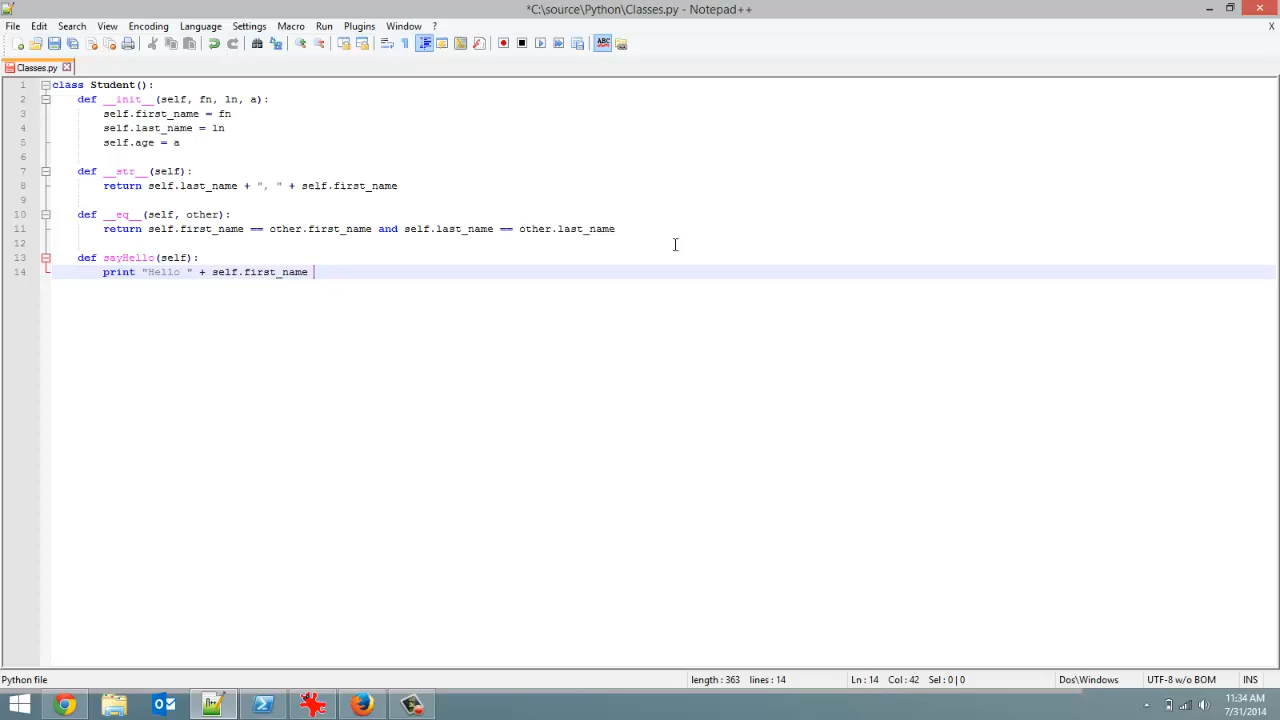 *C:\source\Python\Classes.py - Notepad++
File Edit Search View Encoding Language Settings Macro Run Plugins Window ? X
ABC
Classes.py
1 class Student():
2 def __init__(self, fn, ln, a):
3 self.first_name = fn
4 self.last_name = ln
5 self.age = a
6
7 def __str__(self):
8 return self.last_name + ", " + self.first_name
9
10 def __eq__(self, other):
11 return self.first_name == other.first_name and self.last_name == other.last_name
12
13 def sayHello(self):
14 print "Hello " + self.first_name
Python file length : 363 lines : 14 Ln : 14 Col : 42 Sel : 0 | 0 Dos\Windows UTF-8 w/o BOM INS
11:34 AM
7/31/2014